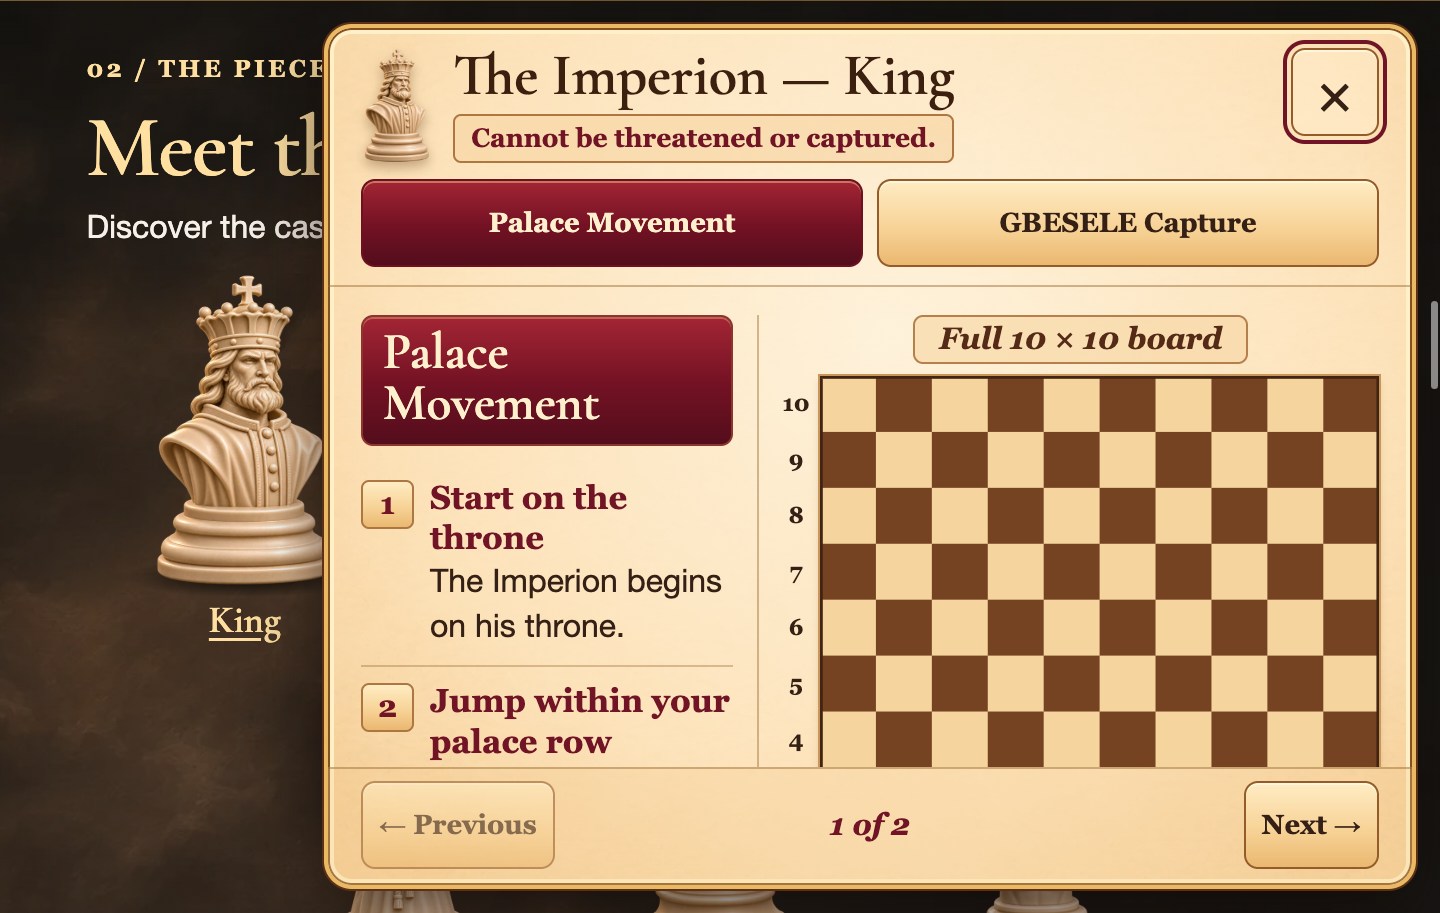 02 / THE PIECE
Meet th
Discover the cas
King
The Imperion — King
Cannot be threatened or captured.
×
Palace Movement
GBESELE Capture
Palace
Movement
1
Start on the
throne
The Imperion begins
on his throne.
2
Jump within your
palace row
Full 10 × 10 board
10
9
8
7
6
5
4
← Previous
1 of 2
Next →